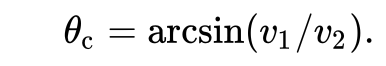 θc = arcsin(v1/v2).